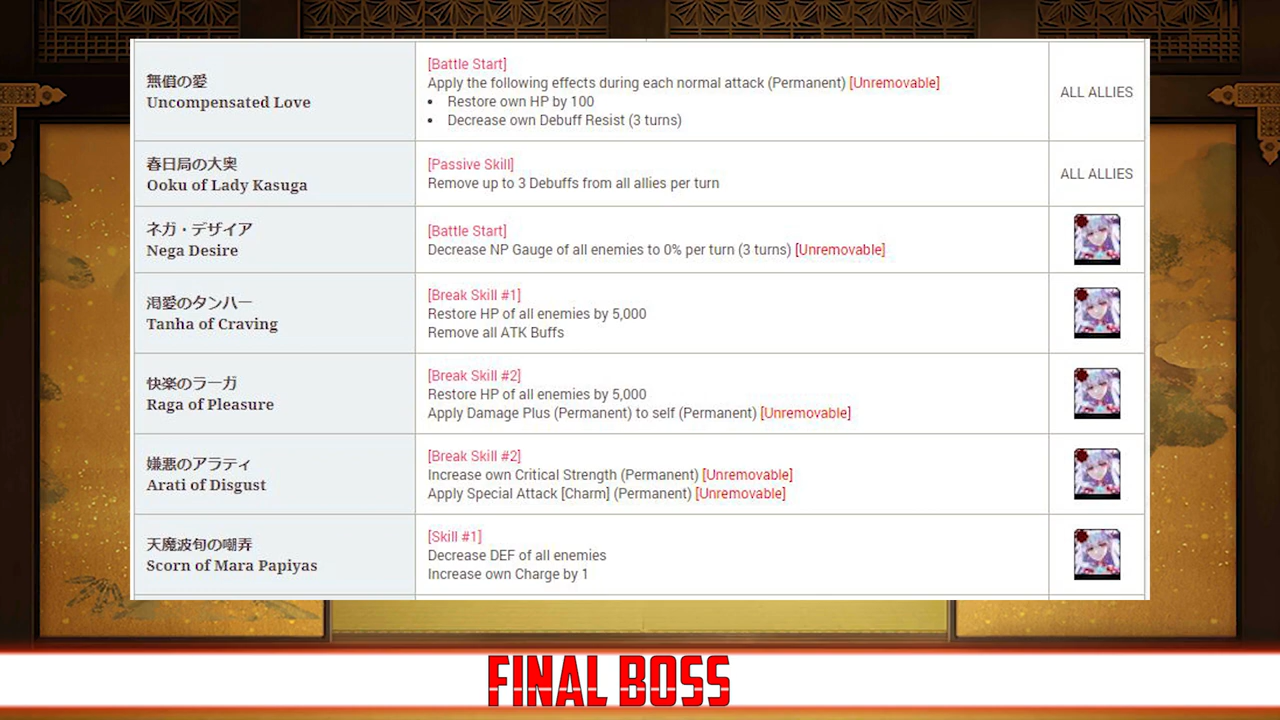 無償の愛
Uncompensated Love
[Battle Start]
Apply the following effects during each normal attack (Permanent) [Unremovable]
• Restore own HP by 100
• Decrease own Debuff Resist (3 turns)
ALL ALLIES
春日局の大奥
Ooku of Lady Kasuga
[Passive Skill]
Remove up to 3 Debuffs from all allies per turn
ALL ALLIES
ネガ・デザイア
Nega Desire
[Battle Start]
Decrease NP Gauge of all enemies to 0% per turn (3 turns) [Unremovable]
渇愛のタンハー
Tanha of Craving
[Break Skill #1]
Restore HP of all enemies by 5,000
Remove all ATK Buffs
快楽のラーガ
Raga of Pleasure
[Break Skill #2]
Restore HP of all enemies by 5,000
Apply Damage Plus (Permanent) to self (Permanent) [Unremovable]
嫌悪のアラティ
Arati of Disgust
[Break Skill #2]
Increase own Critical Strength (Permanent) [Unremovable]
Apply Special Attack [Charm] (Permanent) [Unremovable]
天魔波旬の嘲弄
Scorn of Mara Papiyas
[Skill #1]
Decrease DEF of all enemies
Increase own Charge by 1
FINAL BOSS